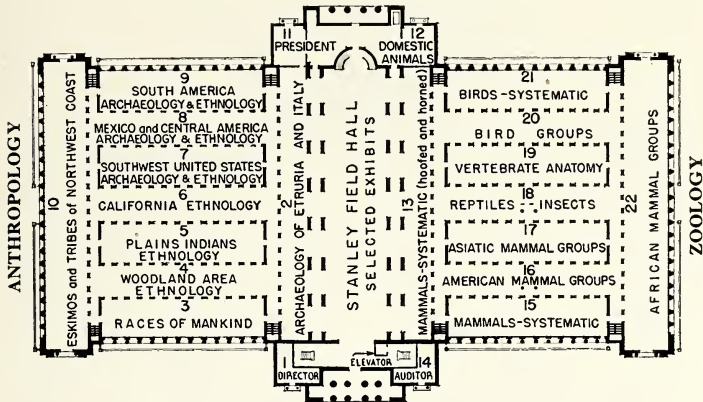 11
PRESIDENT
12
DOMESTIC
ANIMALS
ANTHROPOLOGY
10
ESKIMOS and TRIBES of NORTHWEST COAST
9
SOUTH AMERICA
ARCHAEOLOGY & ETHNOLOGY
8
MEXICO and CENTRAL AMERICA
ARCHAEOLOGY & ETHNOLOGY
7
SOUTHWEST UNITED STATES
ARCHAEOLOGY & ETHNOLOGY
6
CALIFORNIA ETHNOLOGY
5
PLAINS INDIANS
ETHNOLOGY
4
WOODLAND AREA
ETHNOLOGY
3
RACES OF MANKIND
2
ARCHAEOLOGY OF ETRURIA AND ITALY
STANLEY FIELD HALL
SELECTED EXHIBITS
13
MAMMALS-SYSTEMATIC (hoofed and horned)
21
BIRDS-SYSTEMATIC
20
BIRD GROUPS
19
VERTEBRATE ANATOMY
18
REPTILES INSECTS
17
ASIATIC MAMMAL GROUPS
16
AMERICAN MAMMAL GROUPS
15
MAMMALS-SYSTEMATIC
22
AFRICAN MAMMAL GROUPS
ZOOLOGY
1
DIRECTOR
ELEVATOR
14
AUDITOR